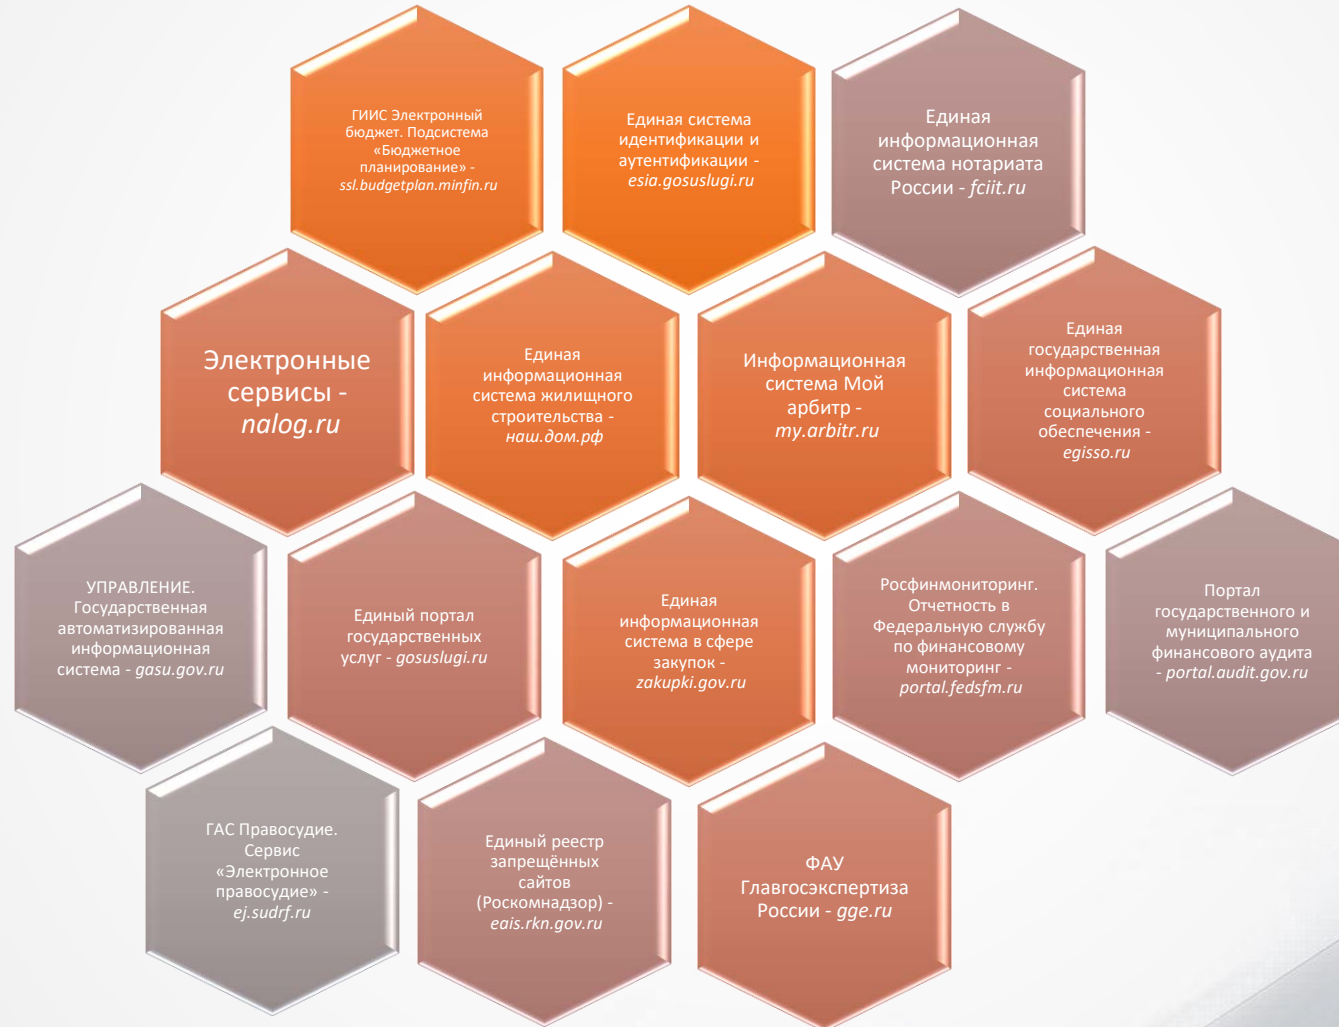 ГИИС Электронный
бюджет. Подсистема
«Бюджетное
планирование» -
ssl.budgetplan.minfin.ru
Единая система
идентификации и
аутентификации -
esia.gosuslugi.ru
Единая
информационная
система нотариата
России - fciit.ru
Электронные
сервисы -
nalog.ru
Единая
информационная
система жилищного
строительства -
наш.дом.рф
Информационная
система Мой
арбитр -
my.arbitr.ru
Единая
государственная
информационная
система
социального
обеспечения -
egisso.ru
УПРАВЛЕНИЕ.
Государственная
автоматизированная
информационная
система - gasu.gov.ru
Единый портал
государственных
услуг - gosuslugi.ru
Единая
информационная
система в сфере
закупок -
zakupki.gov.ru
Росфинмониторинг.
Отчетность в
Федеральную службу
по финансовому
мониторинг -
portal.fedsfm.ru
Портал
государственного и
муниципального
финансового аудита
- portal.audit.gov.ru
ГАС Правосудие.
Сервис
«Электронное
правосудие» -
ej.sudrf.ru
Единый реестр
запрещённых
сайтов
(Роскомнадзор) -
eais.rkn.gov.ru
ФАУ
Главгосэкспертиза
России - gge.ru